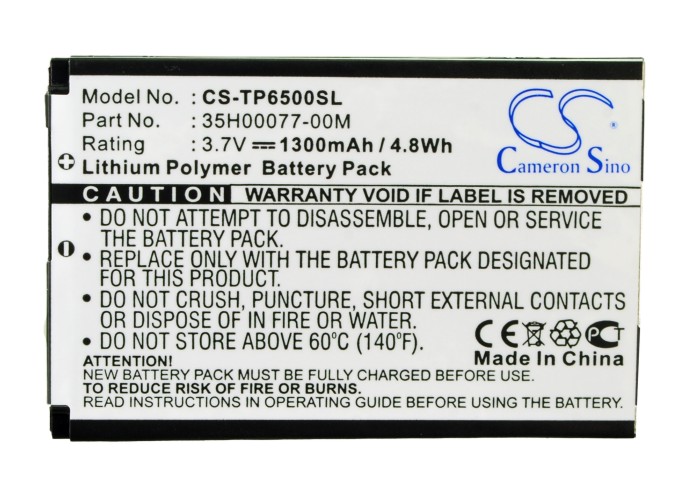 Model No. : CS-TP6500SL
Part No. : 35H00077-00M
Rating : 3.7V ⎓ 1300mAh / 4.8Wh
Lithium Polymer Battery Pack
CS
Cameron Sino
CAUTION WARRANTY VOID IF LABEL IS REMOVED
• DO NOT ATTEMPT TO DISASSEMBLE, OPEN OR SERVICE
THE BATTERY PACK.
• REPLACE ONLY WITH THE BATTERY PACK DESIGNATED
FOR THIS PRODUCT.
• DO NOT CRUSH, PUNCTURE, SHORT EXTERNAL CONTACTS
OR DISPOSE OF IN FIRE OR WATER.
• DO NOT STORE ABOVE 60°C (140°F).
CE PCT
Made In China
ATTENTION!
NEW BATTERY PACK MUST BE FULLY CHARGED BEFORE USE
TO REDUCE RISK OF FIRE OR BURNS.
READ INSTRUCTIONS IN OPERATING GUIDE BEFORE USE.